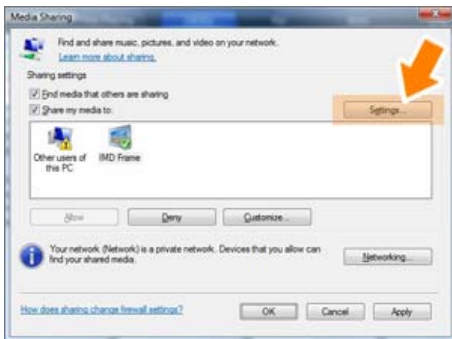 Media Sharing
Find and share music, pictures, and video on your network.
Learn more about sharing.
Sharing settings
Find media that others are sharing
Share my media to:
Settings...
Other users of
this PC
IMD Frame
Allow
Deny
Customize...
Your network (Network) is a private network. Devices that you allow can
find your shared media.
Networking...
How does sharing change firewall settings?
OK
Cancel
Apply